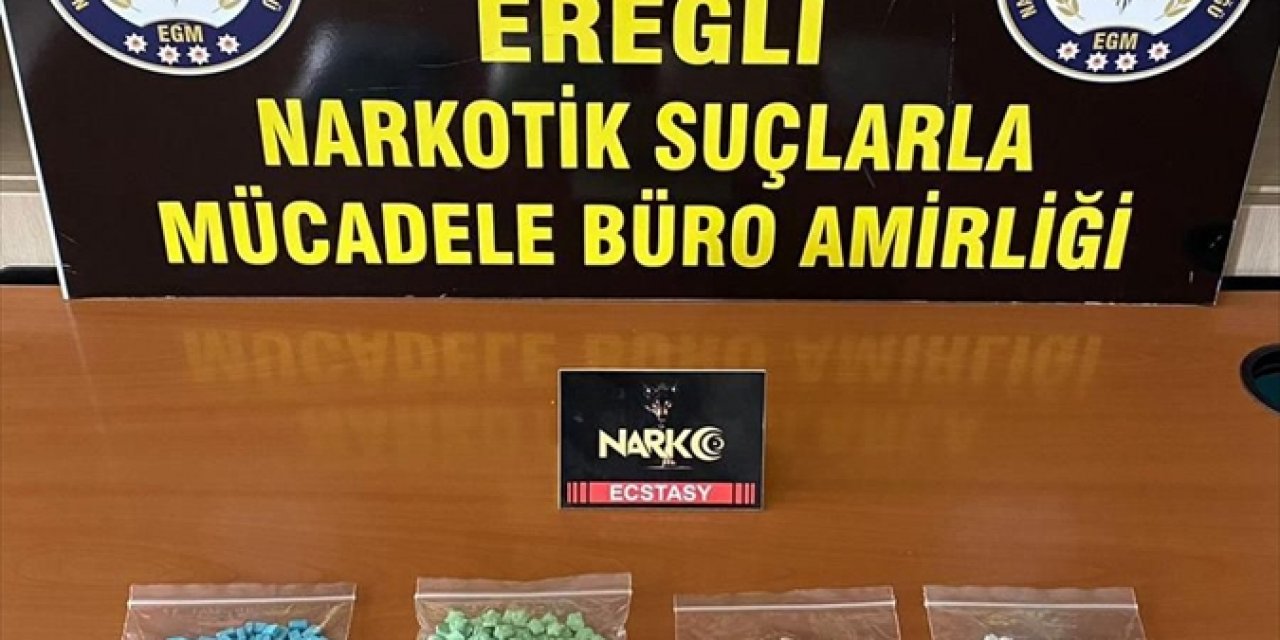 EREĞLİ
EGM
EGM
NARKOTİK SUÇLARLA
MÜCADELE BÜRO AMİRLİĞİ
NARKO
ECSTASY